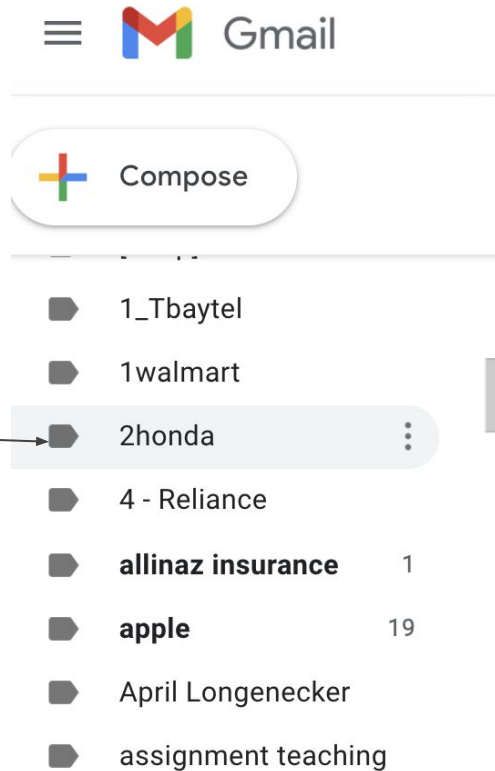 Gmail
Compose
1_Tbaytel
1walmart
2honda
4 - Reliance
allinaz insurance 1
apple 19
April Longenecker
assignment teaching